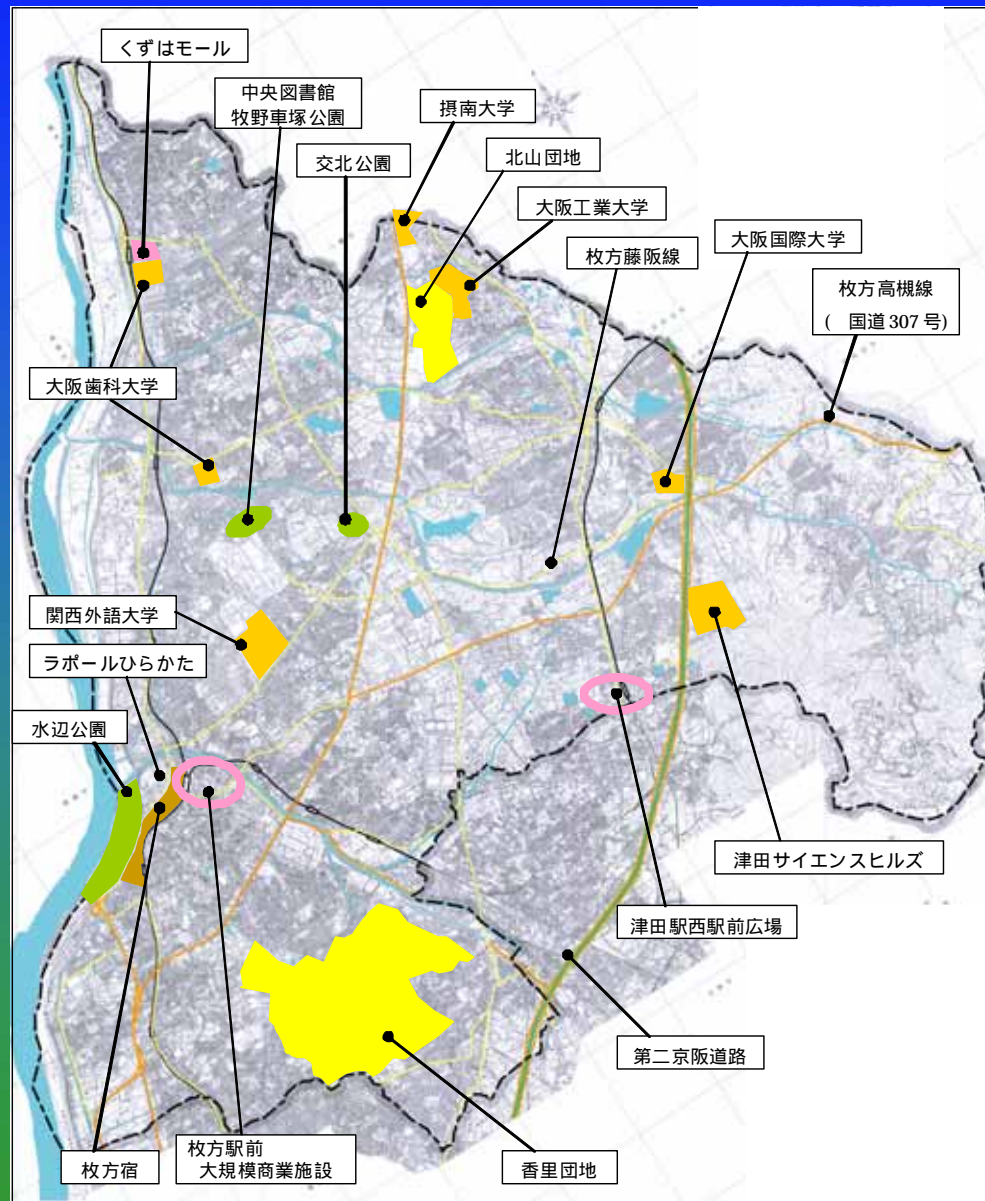 くずはモール
中央図書館
牧野車塚公園
摂南大学
交北公園
北山団地
大阪工業大学
枚方藤阪線
大阪国際大学
枚方高槻線
( 国道 307 号)
大阪歯科大学
関西外語大学
ラポールひらかた
水辺公園
津田サイエンスヒルズ
津田駅西駅前広場
第二京阪道路
枚方宿
枚方駅前
大規模商業施設
香里団地